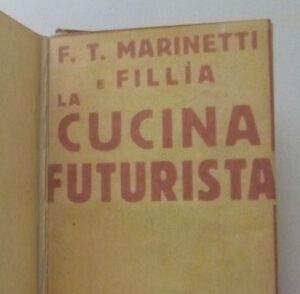 F. T. MARINETTI
E FILLÌA
LA
CUCINA
FUTURISTA